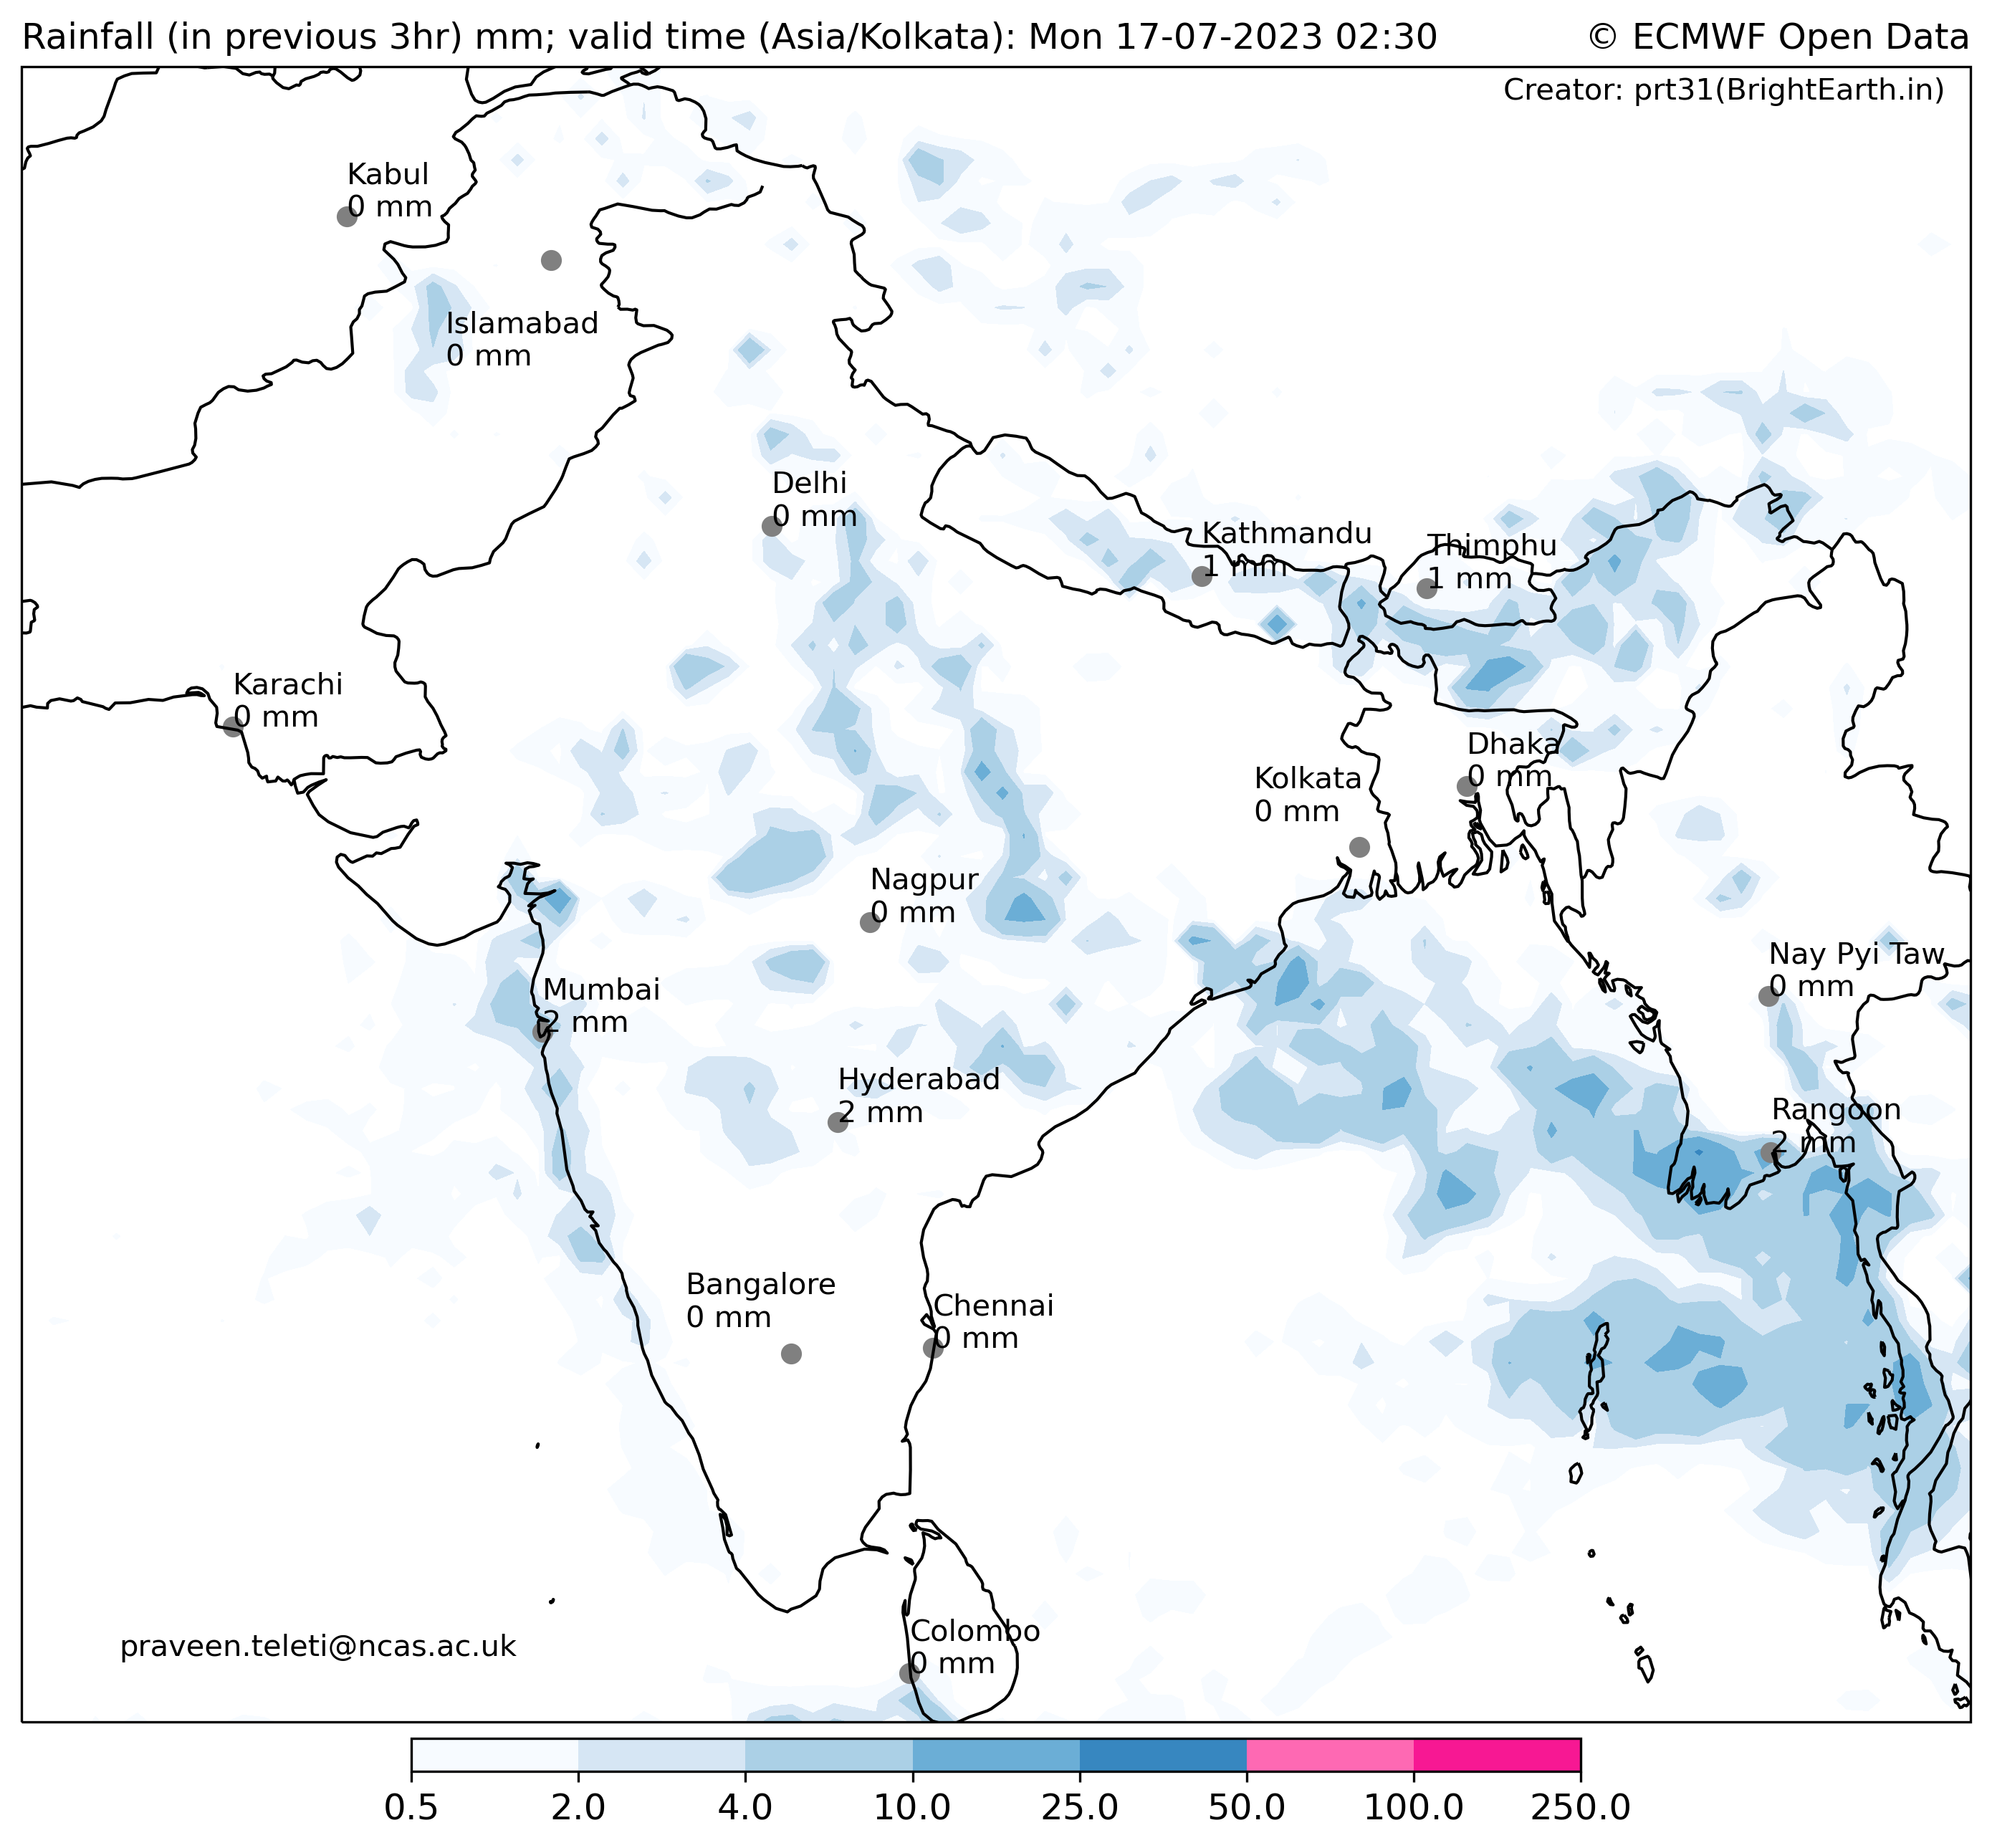 Rainfall (in previous 3hr) mm; valid time (Asia/Kolkata): Mon 17-07-2023 02:30
© ECMWF Open Data
Creator: prt31(BrightEarth.in)
Kabul
0 mm
Islamabad
0 mm
Delhi
0 mm
Kathmandu
1 mm
Thimphu
1 mm
Karachi
0 mm
Dhaka
0 mm
Kolkata
0 mm
Nagpur
0 mm
Nay Pyi Taw
0 mm
Mumbai
2 mm
Hyderabad
2 mm
Rangoon
2 mm
Bangalore
0 mm
Chennai
0 mm
Colombo
0 mm
praveen.teleti@ncas.ac.uk
0.5 2.0 4.0 10.0 25.0 50.0 100.0 250.0